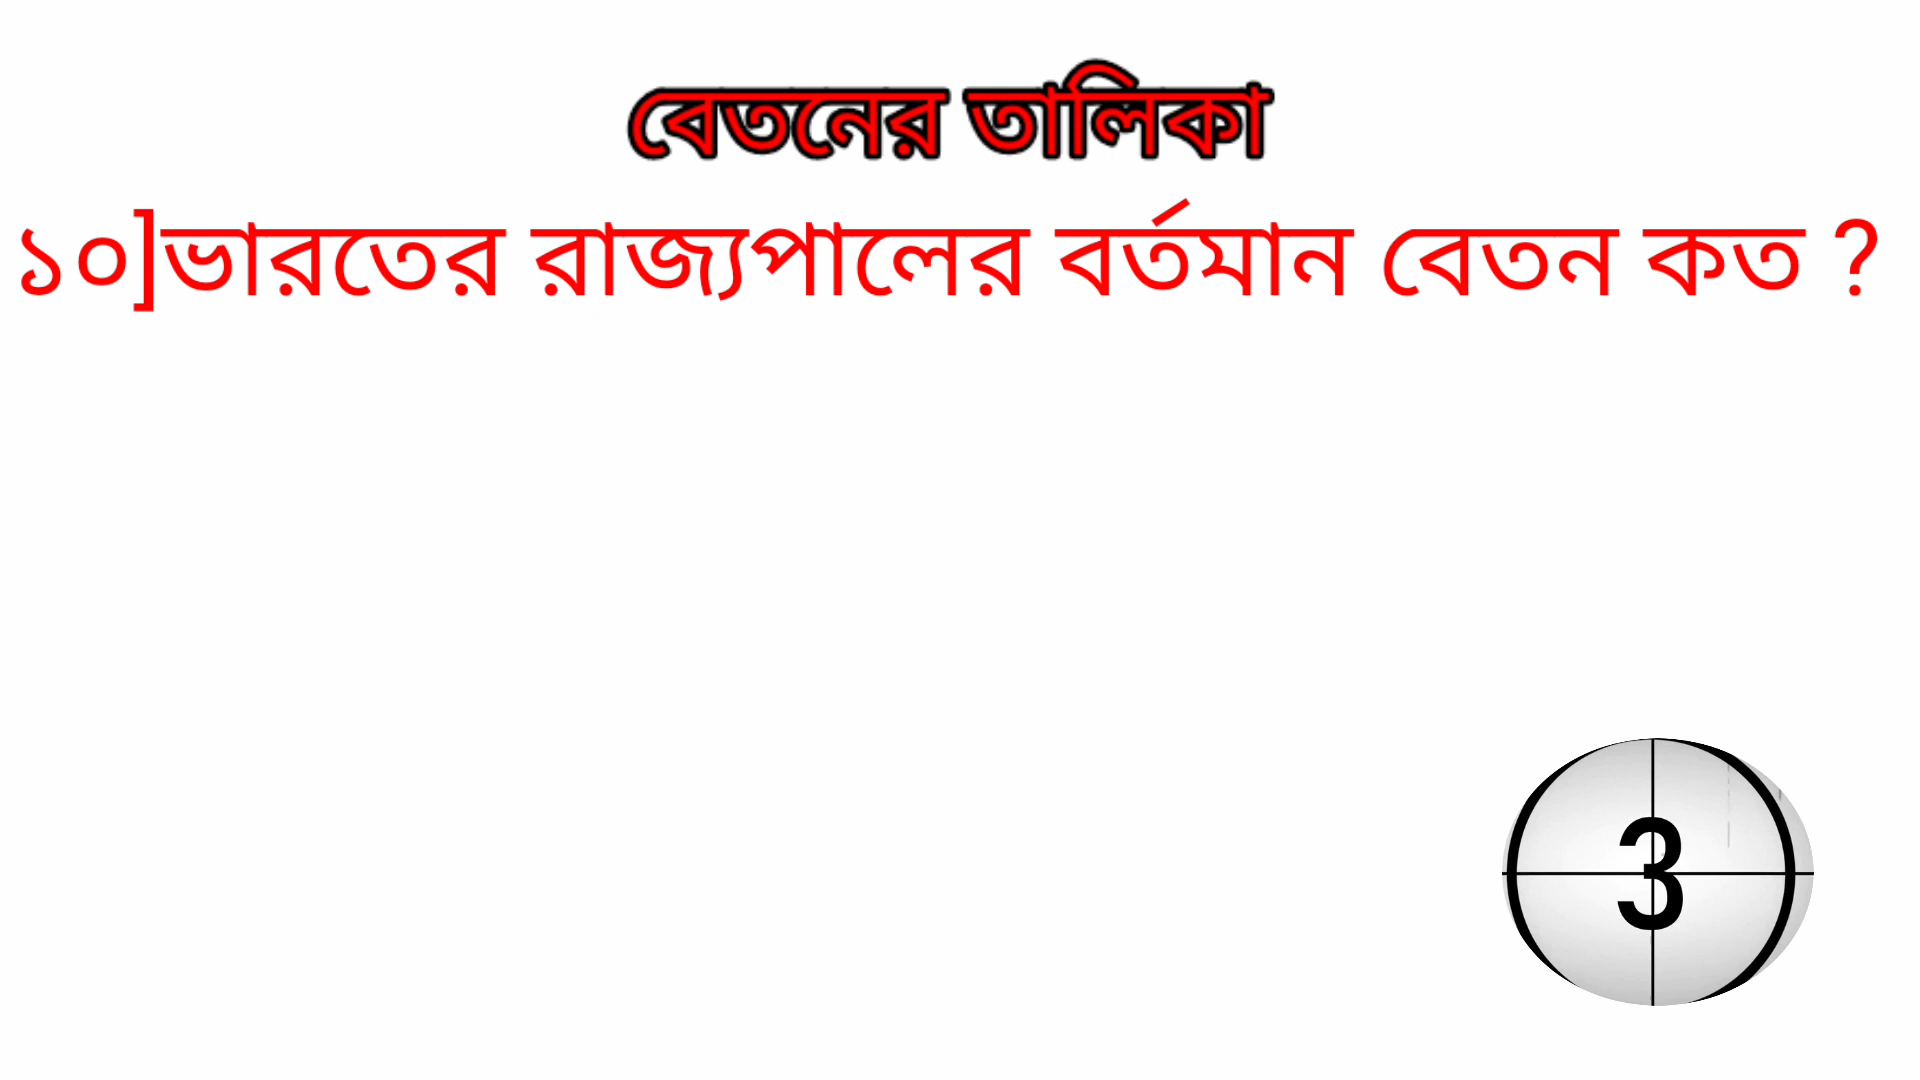 বেতনের তালিকা
১০]ভারতের রাজ্যপালের বর্তমান বেতন কত ?
3